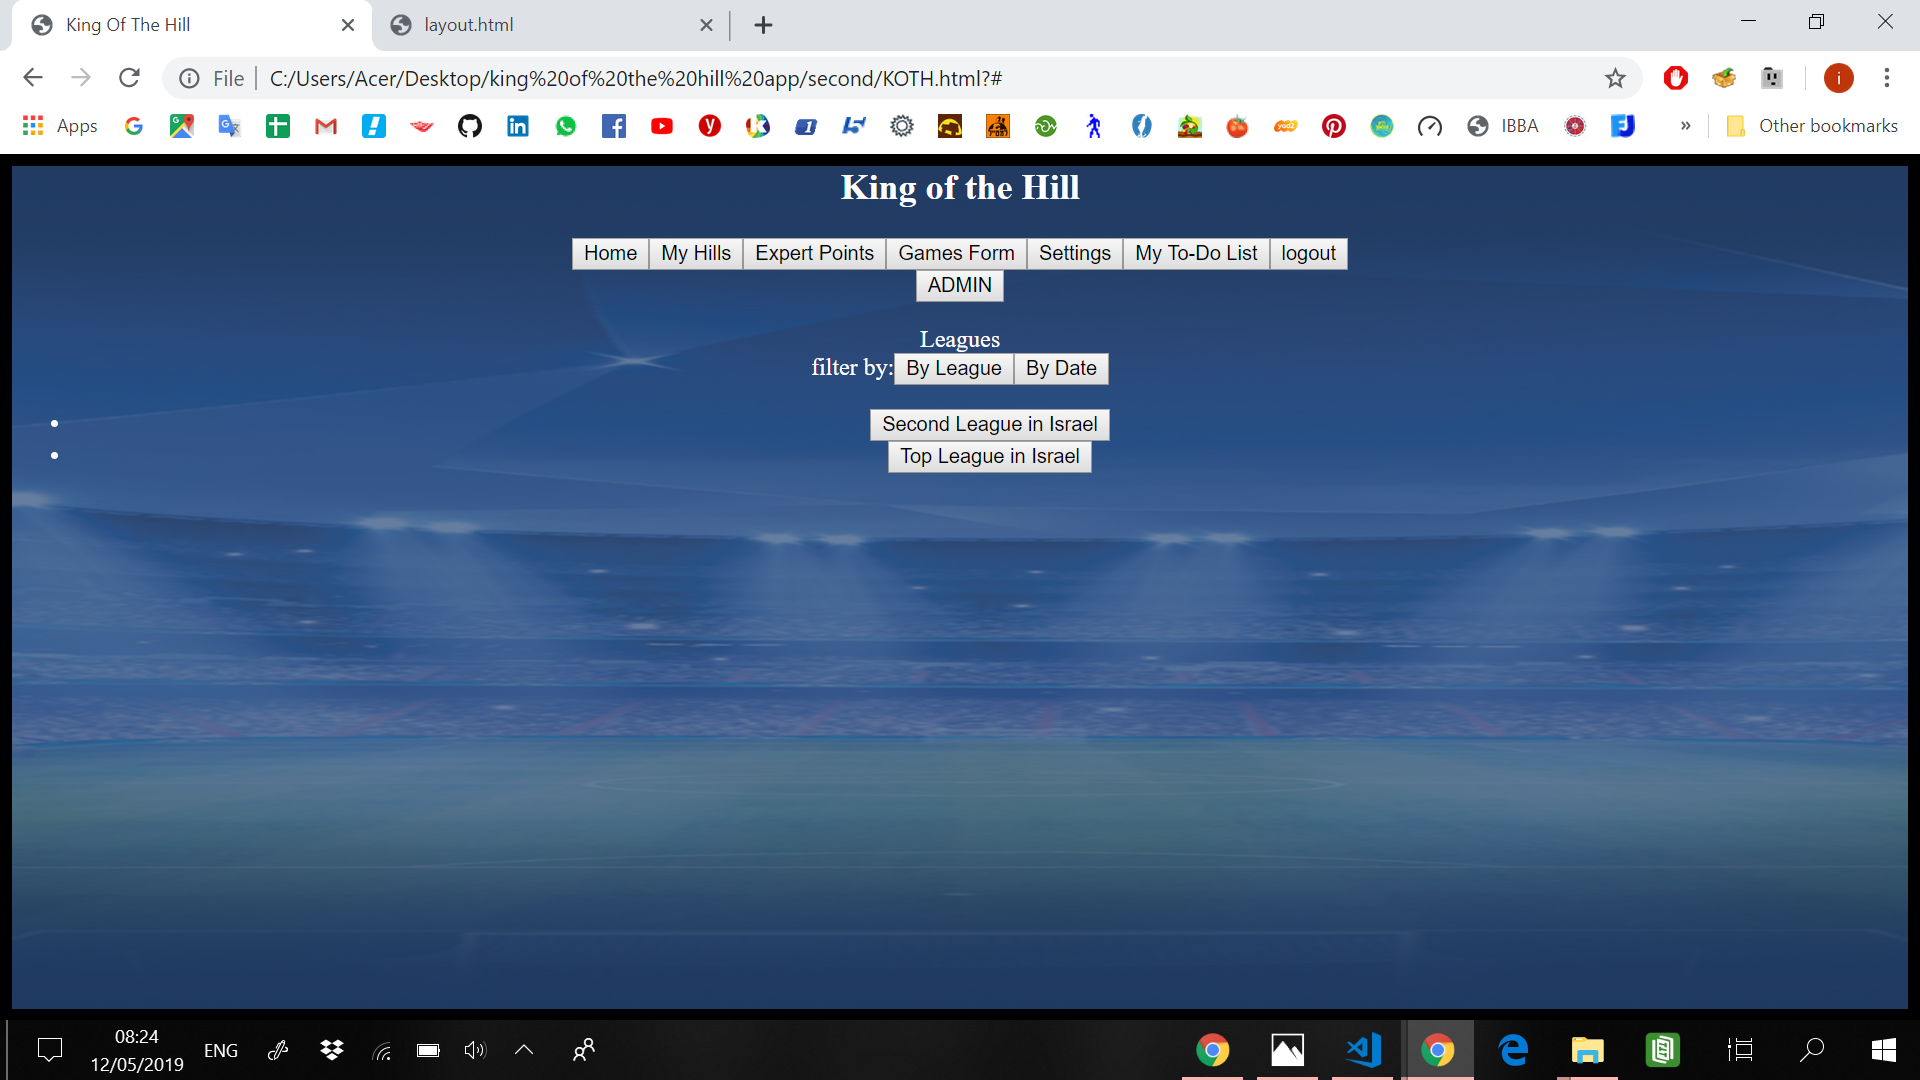 King Of The Hill
layout.html
File
C:/Users/Acer/Desktop/king%20of%20the%20hill%20app/second/KOTH.html?#
i
Apps
IBBA
»
Other bookmarks
King of the Hill
Home My Hills Expert Points Games Form Settings My To-Do List logout
ADMIN
Leagues
filter by: By League By Date
Second League in Israel
Top League in Israel
08:24
12/05/2019
ENG